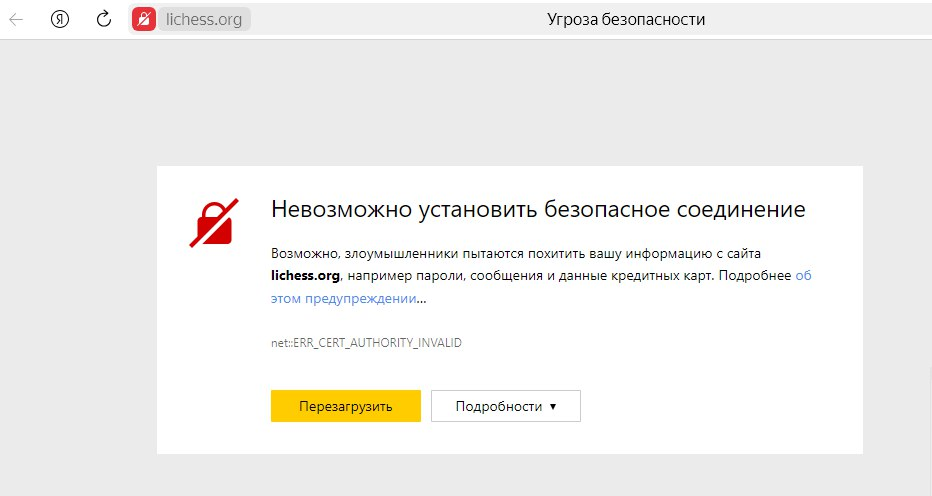 Я lichess.org Угроза безопасности
Невозможно установить безопасное соединение
Возможно, злоумышленники пытаются похитить вашу информацию с сайта
lichess.org, например пароли, сообщения и данные кредитных карт. Подробнее об
этом предупреждении...
net::ERR_CERT_AUTHORITY_INVALID
Перезагрузить Подробности ▼